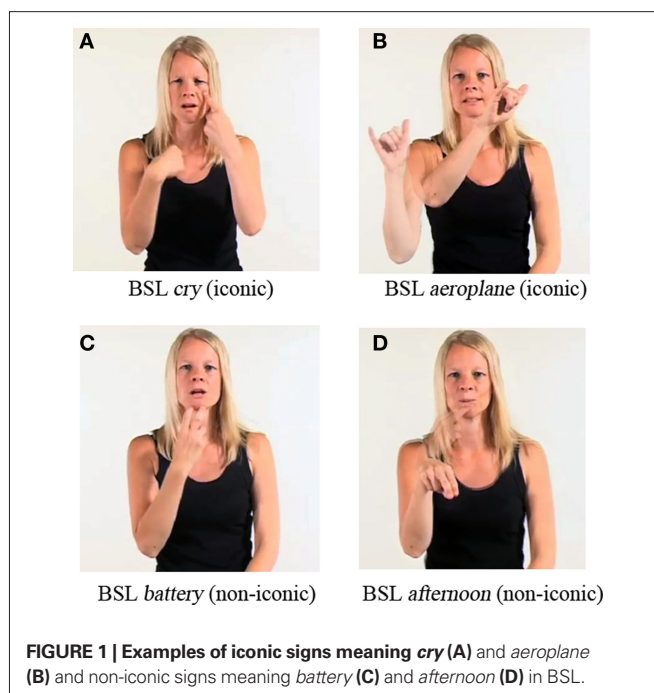 A
B
BSL cry (iconic)
BSL aeroplane (iconic)
C
D
BSL battery (non-iconic)
BSL afternoon (non-iconic)
FIGURE 1 | Examples of iconic signs meaning cry (A) and aeroplane
(B) and non-iconic signs meaning battery (C) and afternoon (D) in BSL.